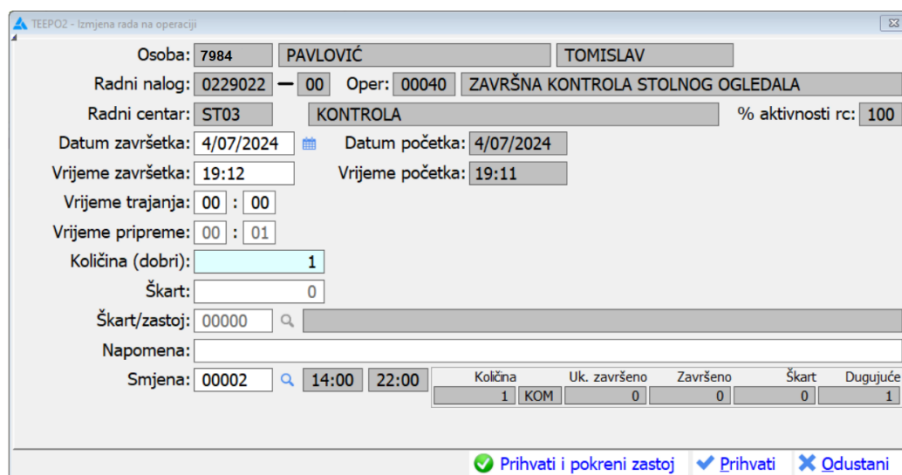 TEEPO2 - Izmjena rada na operaciji
Osoba: 7984 PAVLOVIĆ TOMISLAV
Radni nalog: 0229022 — 00 Oper: 00040 ZAVRŠNA KONTROLA STOLNOG OGLEDALA
Radni centar: ST03 KONTROLA % aktivnosti rc: 100
Datum završetka: 4/07/2024 Datum početka: 4/07/2024
Vrijeme završetka: 19:12 Vrijeme početka: 19:11
Vrijeme trajanja: 00 : 00
Vrijeme pripreme: 00 : 01
Količina (dobri): 1
Škart: 0
Škart/zastoj: 00000
Napomena:
Smjena: 00002 14:00 22:00
Količina Uk. završeno Završeno Škart Dugujuće
1 KOM 0 0 0 1
Prihvati i pokreni zastoj Prihvati Odustani